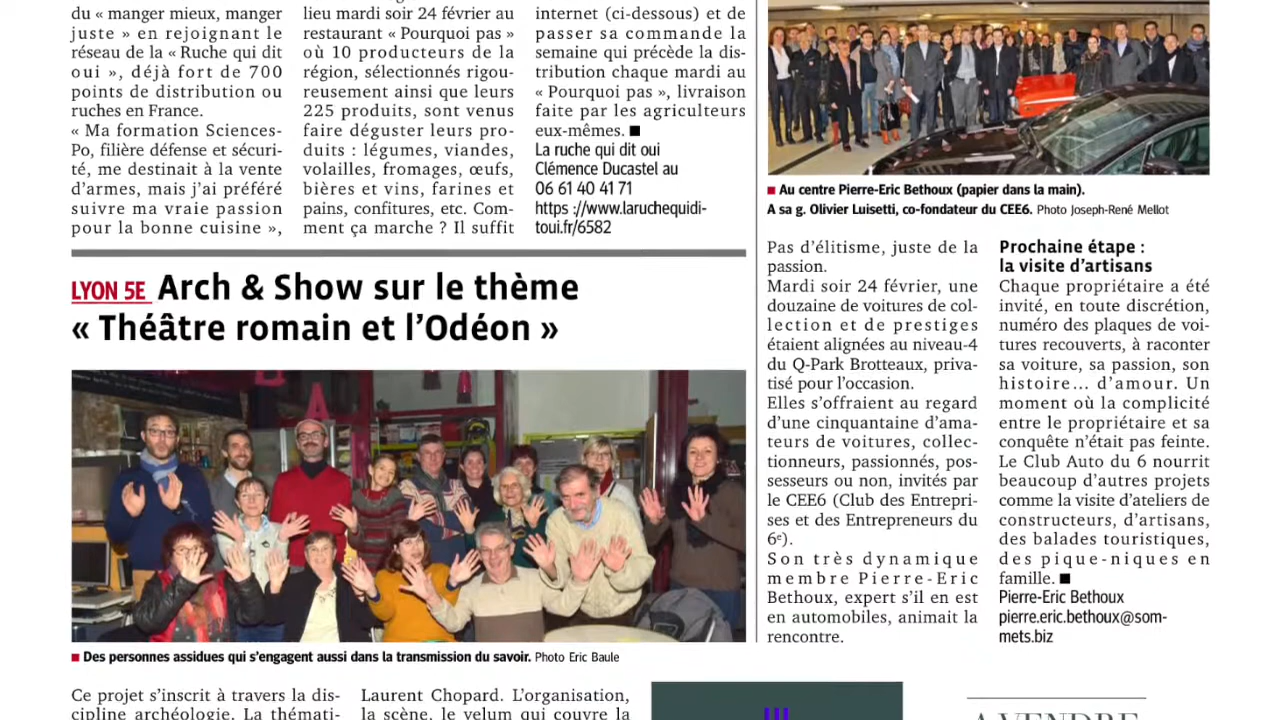 du « manger mieux, manger
juste » en rejoignant le
réseau de la « Ruche qui dit
oui », déjà fort de 700
points de distribution ou
ruches en France.
« Ma formation Sciences-
Po, filière défense et sécuri-
té, me destinait à la vente
d’armes, mais j’ai préféré
suivre ma vraie passion
pour la bonne cuisine »,
lieu mardi soir 24 février au
restaurant « Pourquoi pas »
où 10 producteurs de la
région, sélectionnés rigou-
reusement ainsi que leurs
225 produits, sont venus
faire déguster leurs pro-
duits : légumes, viandes,
volailles, fromages, œufs,
bières et vins, farines et
pains, confitures, etc. Com-
ment ça marche ? Il suffit
internet (ci-dessous) et de
passer sa commande la
semaine qui précède la dis-
tribution chaque mardi au
« Pourquoi pas », livraison
faite par les agriculteurs
eux-mêmes. ■
La ruche qui dit oui
Clémence Ducastel au
06 61 40 41 71
https ://www.laruchequidi-
toui.fr/6582
LYON 5E Arch & Show sur le thème
« Théâtre romain et l’Odéon »
■ Des personnes assidues qui s’engagent aussi dans la transmission du savoir. Photo Eric Baule
Ce projet s’inscrit à travers la dis-
cipline archéologie. La thémati-
Laurent Chopard. L’organisation,
la scène, le velum qui couvre la
■ Au centre Pierre-Eric Bethoux (papier dans la main).
A sa g. Olivier Luisetti, co-fondateur du CEE6. Photo Joseph-René Mellot
Pas d’élitisme, juste de la
passion.
Mardi soir 24 février, une
douzaine de voitures de col-
lection et de prestiges
étaient alignées au niveau-4
du Q-Park Brotteaux, priva-
tisé pour l’occasion.
Elles s’offraient au regard
d’une cinquantaine d’ama-
teurs de voitures, collec-
tionneurs, passionnés, pos-
sesseurs ou non, invités par
le CEE6 (Club des Entrepri-
ses et des Entrepreneurs du
6e).
Son très dynamique
membre Pierre-Eric
Bethoux, expert s’il en est
en automobiles, animait la
rencontre.
Prochaine étape :
la visite d’artisans
Chaque propriétaire a été
invité, en toute discrétion,
numéro des plaques de voi-
tures recouverts, à raconter
sa voiture, sa passion, son
histoire... d’amour. Un
moment où la complicité
entre le propriétaire et sa
conquête n’était pas feinte.
Le Club Auto du 6 nourrit
beaucoup d’autres projets
comme la visite d’ateliers de
constructeurs, d’artisans,
des balades touristiques,
des pique-niques en
famille. ■
Pierre-Eric Bethoux
pierre.eric.bethoux@som-
mets.biz
A VENDRE